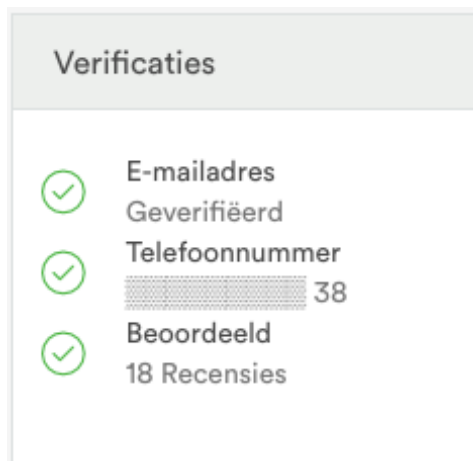 Verificaties
E-mailadres
Geverifiëerd
Telefoonnummer
38
Beoordeeld
18 Recensies